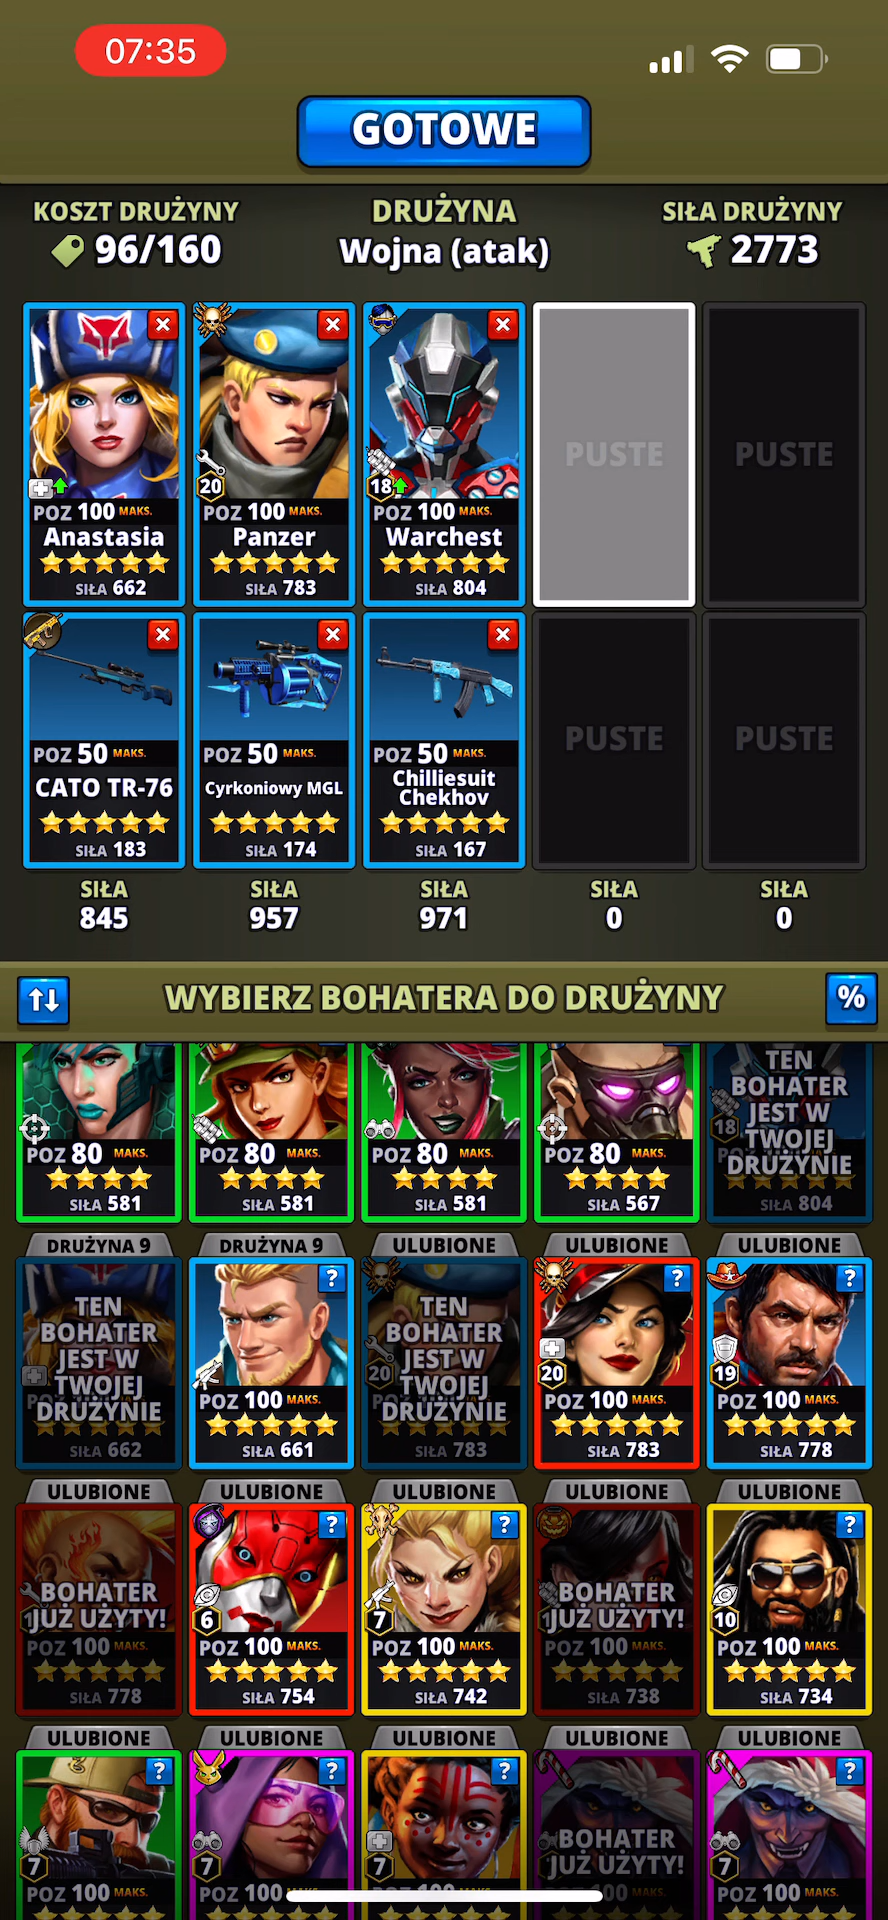 07:35
GOTOWE
KOSZT DRUŻYNY
96/160
DRUŻYNA
Wojna (atak)
SIŁA DRUŻYNY
2773
POZ 100 MAKS.
Anastasia
SIŁA 662
20
POZ 100 MAKS.
Panzer
SIŁA 783
18
POZ 100 MAKS.
Warchest
SIŁA 804
PUSTE
PUSTE
POZ 50 MAKS.
CATO TR-76
SIŁA 183
POZ 50 MAKS.
Cyrkoniowy MGL
SIŁA 174
POZ 50 MAKS.
Chilliesuit
Chekhov
SIŁA 167
PUSTE
PUSTE
SIŁA
845
SIŁA
957
SIŁA
971
SIŁA
0
SIŁA
0
WYBIERZ BOHATERA DO DRUŻYNY
%
POZ 80 MAKS.
SIŁA 581
POZ 80 MAKS.
SIŁA 581
POZ 80 MAKS.
SIŁA 581
POZ 80 MAKS.
SIŁA 567
TEN
BOHATER
JEST W
TWOJEJ
DRUŻYNIE
18
SIŁA 804
DRUŻYNA 9
TEN
BOHATER
JEST W
TWOJEJ
DRUŻYNIE
SIŁA 662
DRUŻYNA 9
?
POZ 100 MAKS.
SIŁA 661
ULUBIONE
TEN
BOHATER
JEST W
TWOJEJ
DRUŻYNIE
20
SIŁA 783
ULUBIONE
?
20
POZ 100 MAKS.
SIŁA 783
ULUBIONE
?
19
POZ 100 MAKS.
SIŁA 778
ULUBIONE
BOHATER
JUŻ UŻYTY!
POZ 100 MAKS.
SIŁA 778
ULUBIONE
?
6
POZ 100 MAKS.
SIŁA 754
ULUBIONE
?
7
POZ 100 MAKS.
SIŁA 742
ULUBIONE
BOHATER
JUŻ UŻYTY!
POZ 100 MAKS.
SIŁA 738
ULUBIONE
?
10
POZ 100 MAKS.
SIŁA 734
ULUBIONE
?
7
POZ 100 MAKS.
ULUBIONE
?
7
POZ 100 MAKS.
ULUBIONE
?
7
POZ 100 MAKS.
ULUBIONE
BOHATER
JUŻ UŻYTY!
POZ 100 MAKS.
ULUBIONE
?
7
POZ 100 MAKS.